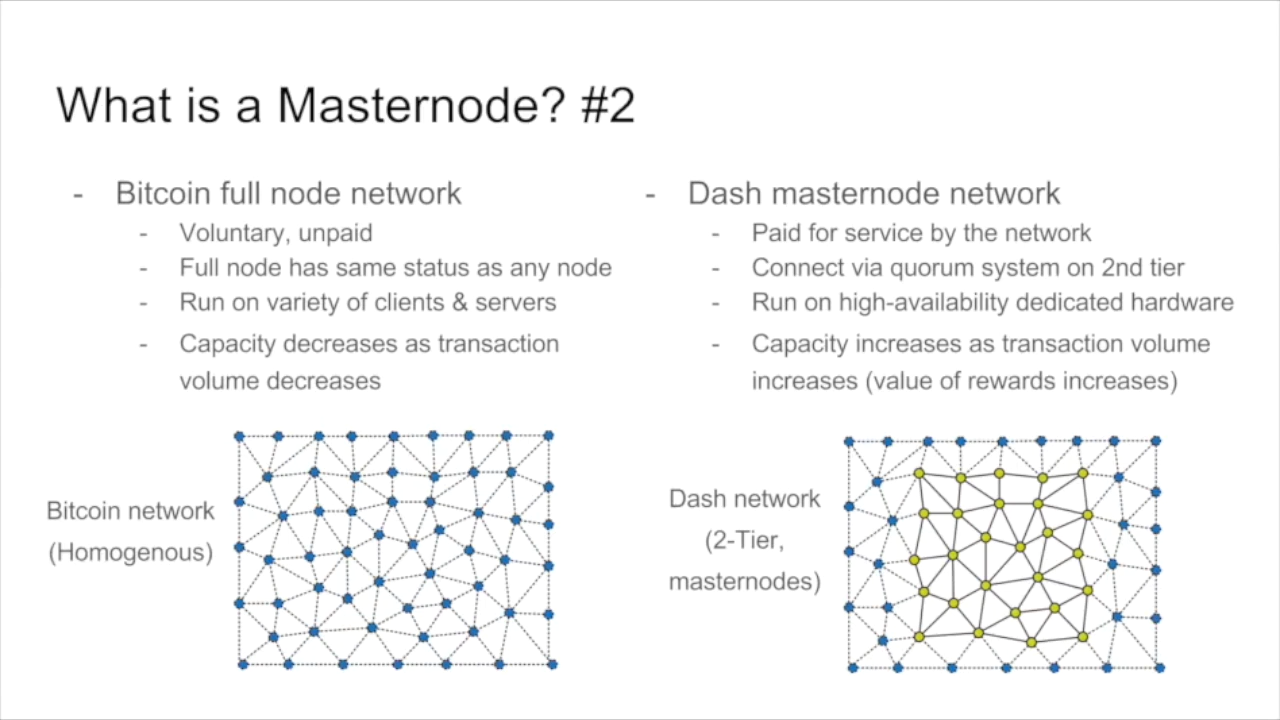 What is a Masternode? #2
- Bitcoin full node network
- Voluntary, unpaid
- Full node has same status as any node
- Run on variety of clients & servers
- Capacity decreases as transaction
volume decreases
- Dash masternode network
- Paid for service by the network
- Connect via quorum system on 2nd tier
- Run on high-availability dedicated hardware
- Capacity increases as transaction volume
increases (value of rewards increases)
Bitcoin network
(Homogenous)
Dash network
(2-Tier,
masternodes)